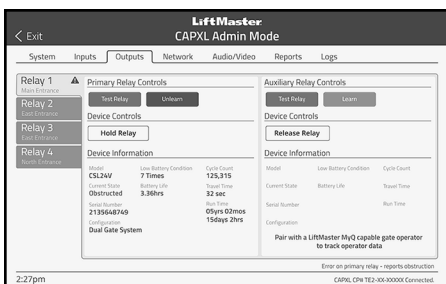 LiftMaster
Exit
CAPXL Admin Mode
System Inputs Outputs Network Audio/Video Reports Logs
Relay 1
Main Entrance
Relay 2
East Entrance
Relay 3
East Entrance
Relay 4
North Entrance
Primary Relay Controls
Test Relay Unlearn
Device Controls
Hold Relay
Device Information
Model Low Battery Condition Cycle Count
CSL24V 7 Times 125,315
Current State Battery Life Travel Time
Obstructed 3.36hrs 32 sec
Serial Number Run Time
2135648749 05yrs 02mos
15days 2hrs
Configuration
Dual Gate System
Auxiliary Relay Controls
Test Relay Learn
Device Controls
Release Relay
Device Information
Model Low Battery Condition Cycle Count
Current State Battery Life Travel Time
Serial Number Run Time
Configuration
Pair with a LiftMaster MyQ capable gate operator
to track operator data
Error on primary relay - reports obstruction
2:27pm
CAPXL CP# TE2-XX-XXXXX Connected.